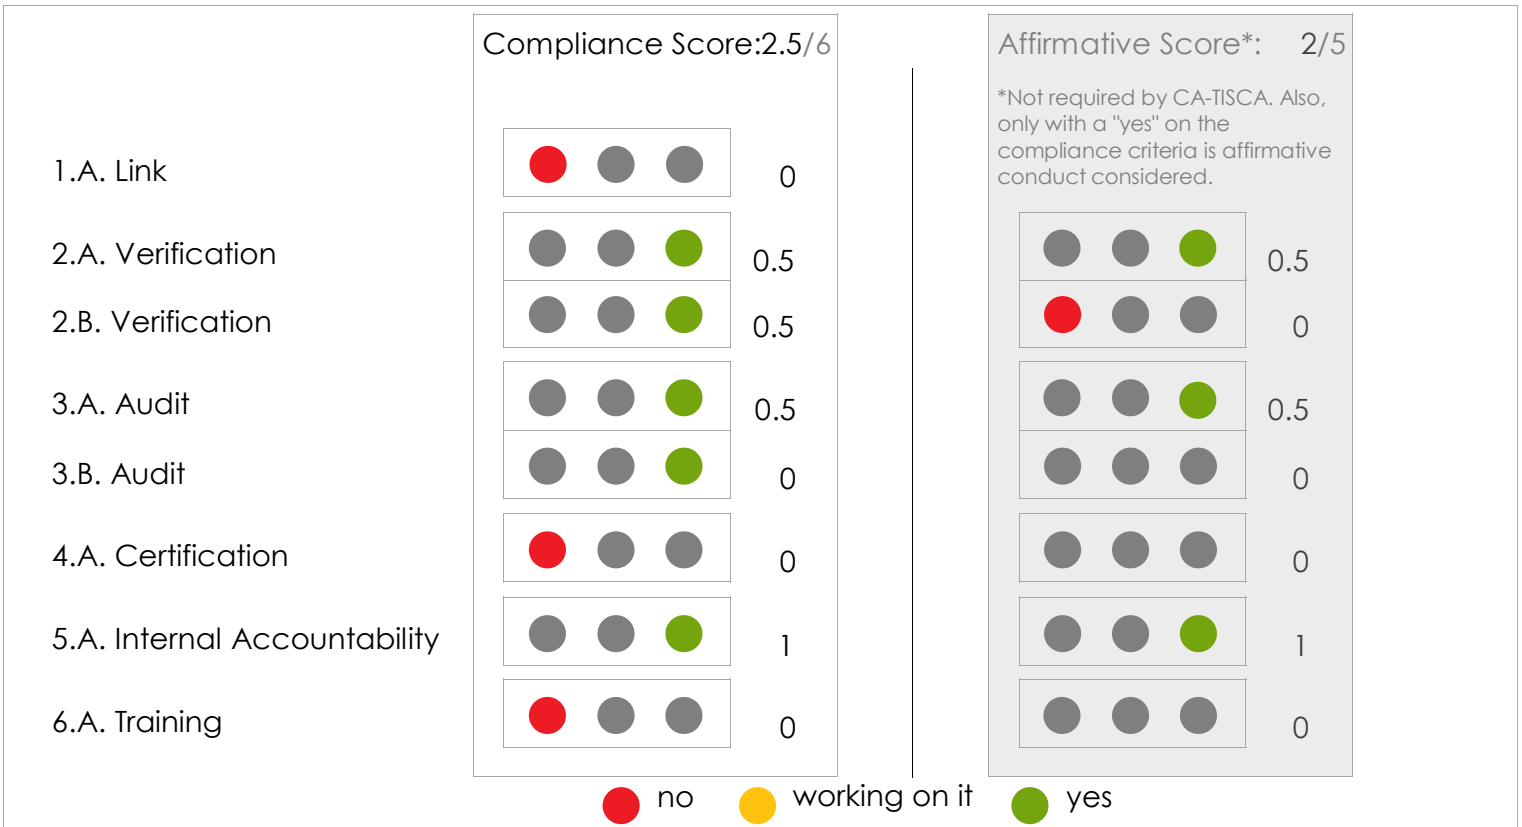 Compliance Score:2.5/6
Affirmative Score*: 2/5
*Not required by CA-TISCA. Also,
only with a "yes" on the
compliance criteria is affirmative
conduct considered.
1.A. Link 0
2.A. Verification 0.5 0.5
2.B. Verification 0.5 0
3.A. Audit 0.5 0.5
3.B. Audit 0 0
4.A. Certification 0 0
5.A. Internal Accountability 1 1
6.A. Training 0 0
no working on it yes